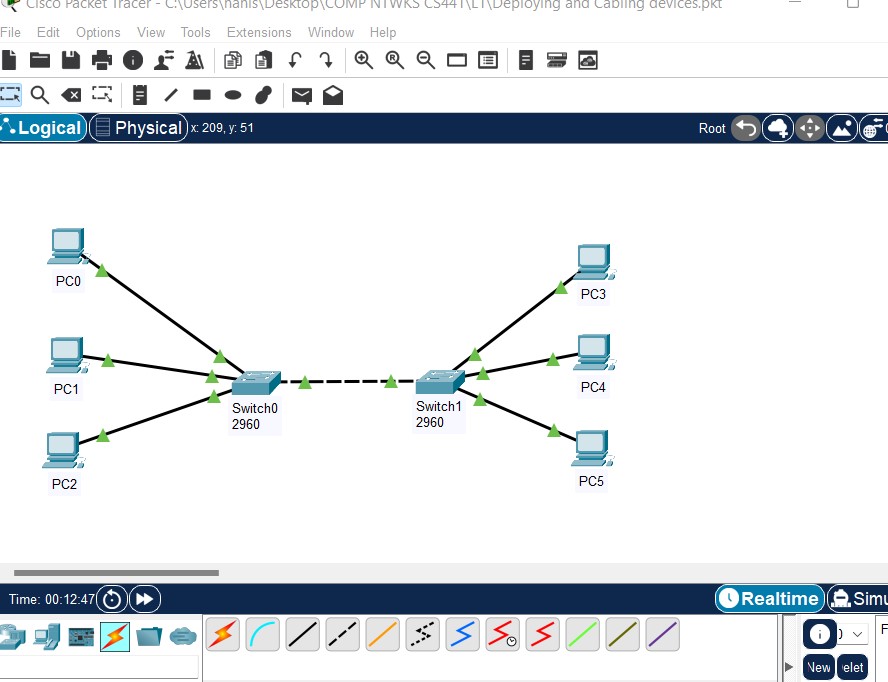 Cisco Packet Tracer - C:\Users\hanis\Desktop\COMP NTWKS CS441\LT\Deploying and Cabling devices.pkt
File Edit Options View Tools Extensions Window Help
Logical Physical x: 209, y: 51 Root
PC0
PC3
PC1
PC4
Switch0
2960
Switch1
2960
PC2
PC5
Time: 00:12:47 Realtime Simu
New elet